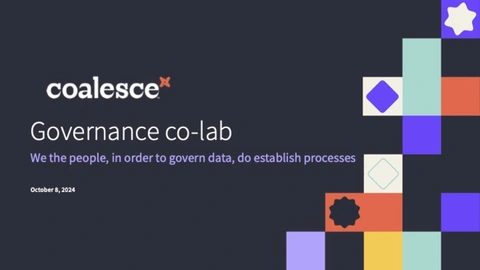 coalesce
Governance co-lab
We the people, in order to govern data, do establish processes
October 8, 2024